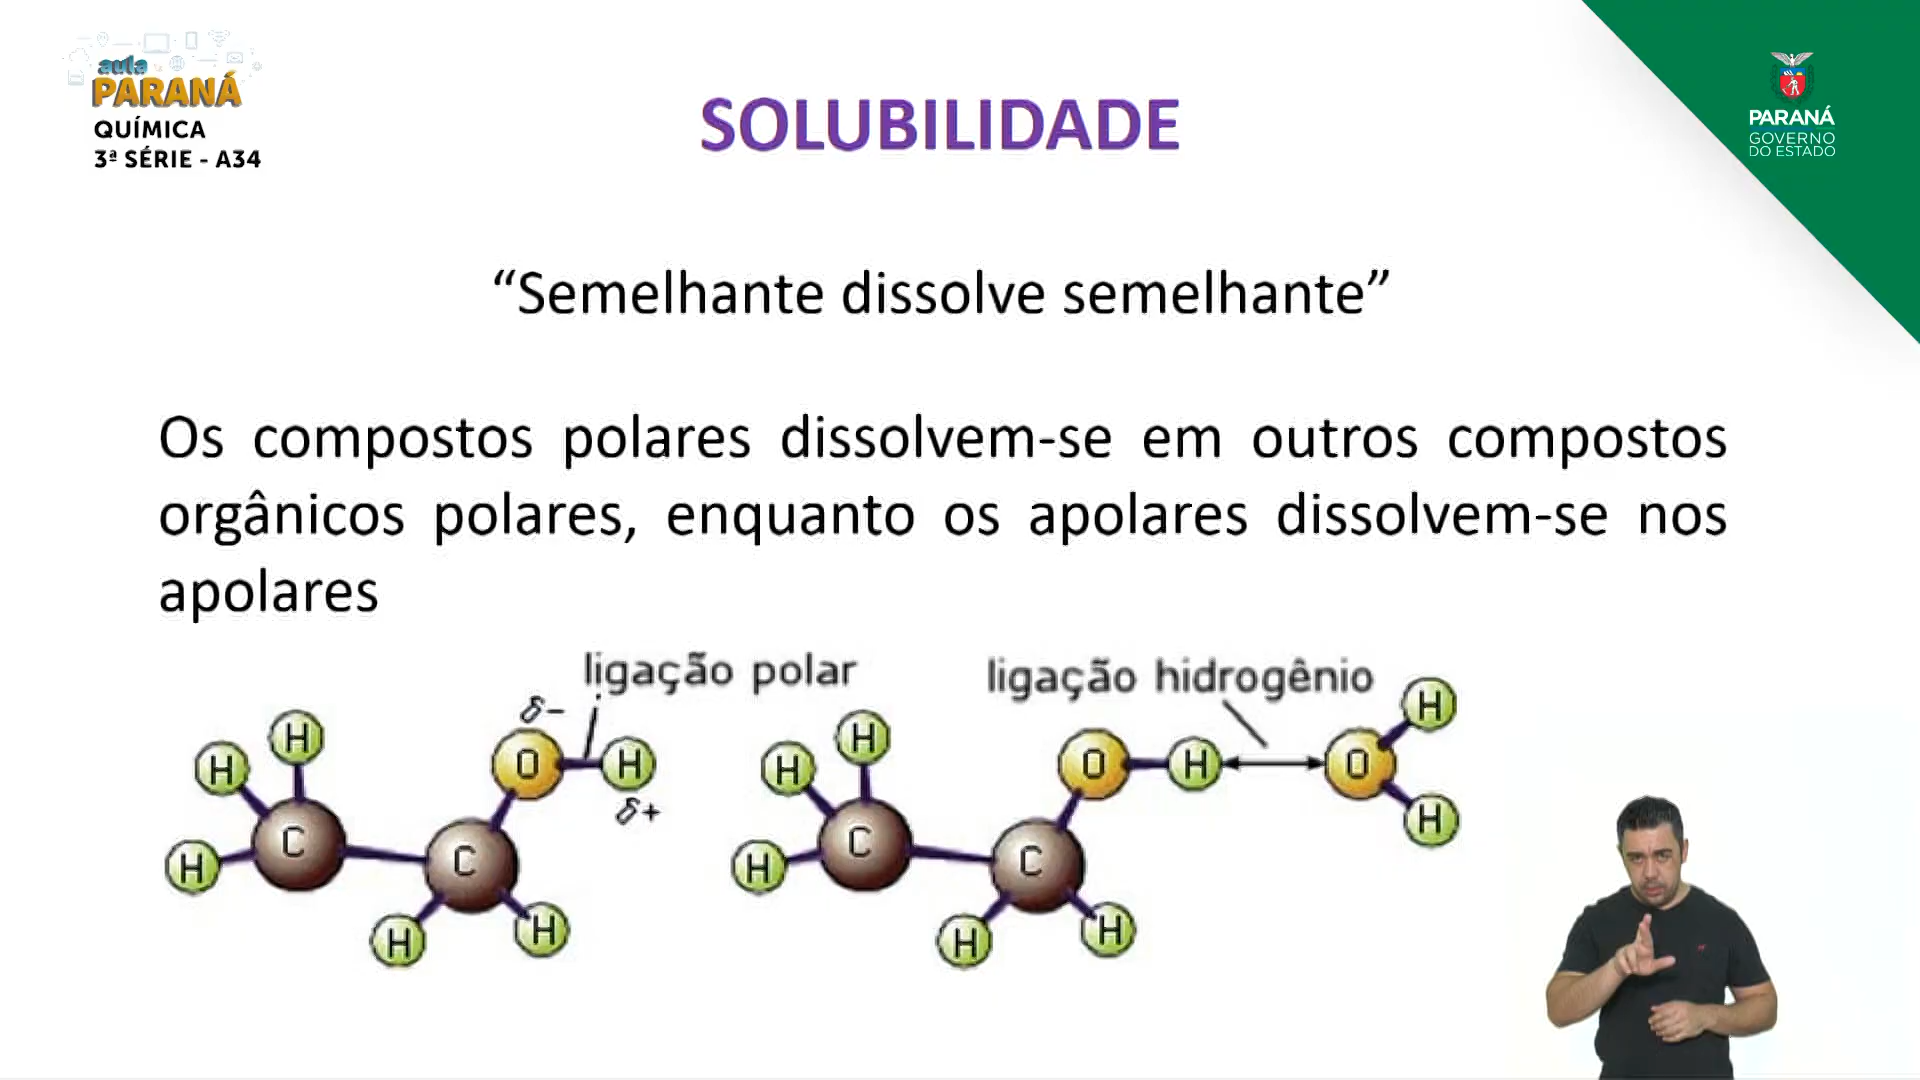 aula
PARANÁ
QUÍMICA
3ª SÉRIE - A34
SOLUBILIDADE
PARANÁ
GOVERNO
DO ESTADO
“Semelhante dissolve semelhante”
Os compostos polares dissolvem-se em outros compostos
orgânicos polares, enquanto os apolares dissolvem-se nos
apolares
ligação polar
δ-
H
H
O
H
δ+
C
C
H
H
H
ligação hidrogênio
H
H
H
O
H
O
C
C
H
H
H
H